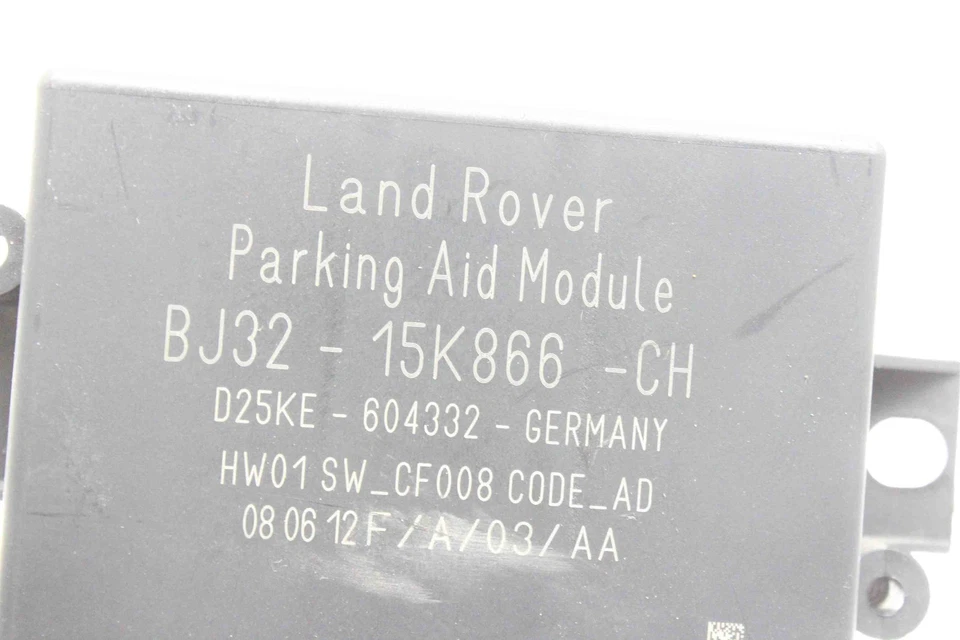 Land Rover
Parking Aid Module
BJ32 - 15K866 -CH
D25KE - 604332 - GERMANY
HW01 SW_CF008 CODE_AD
08 06 12 F/A/03/AA